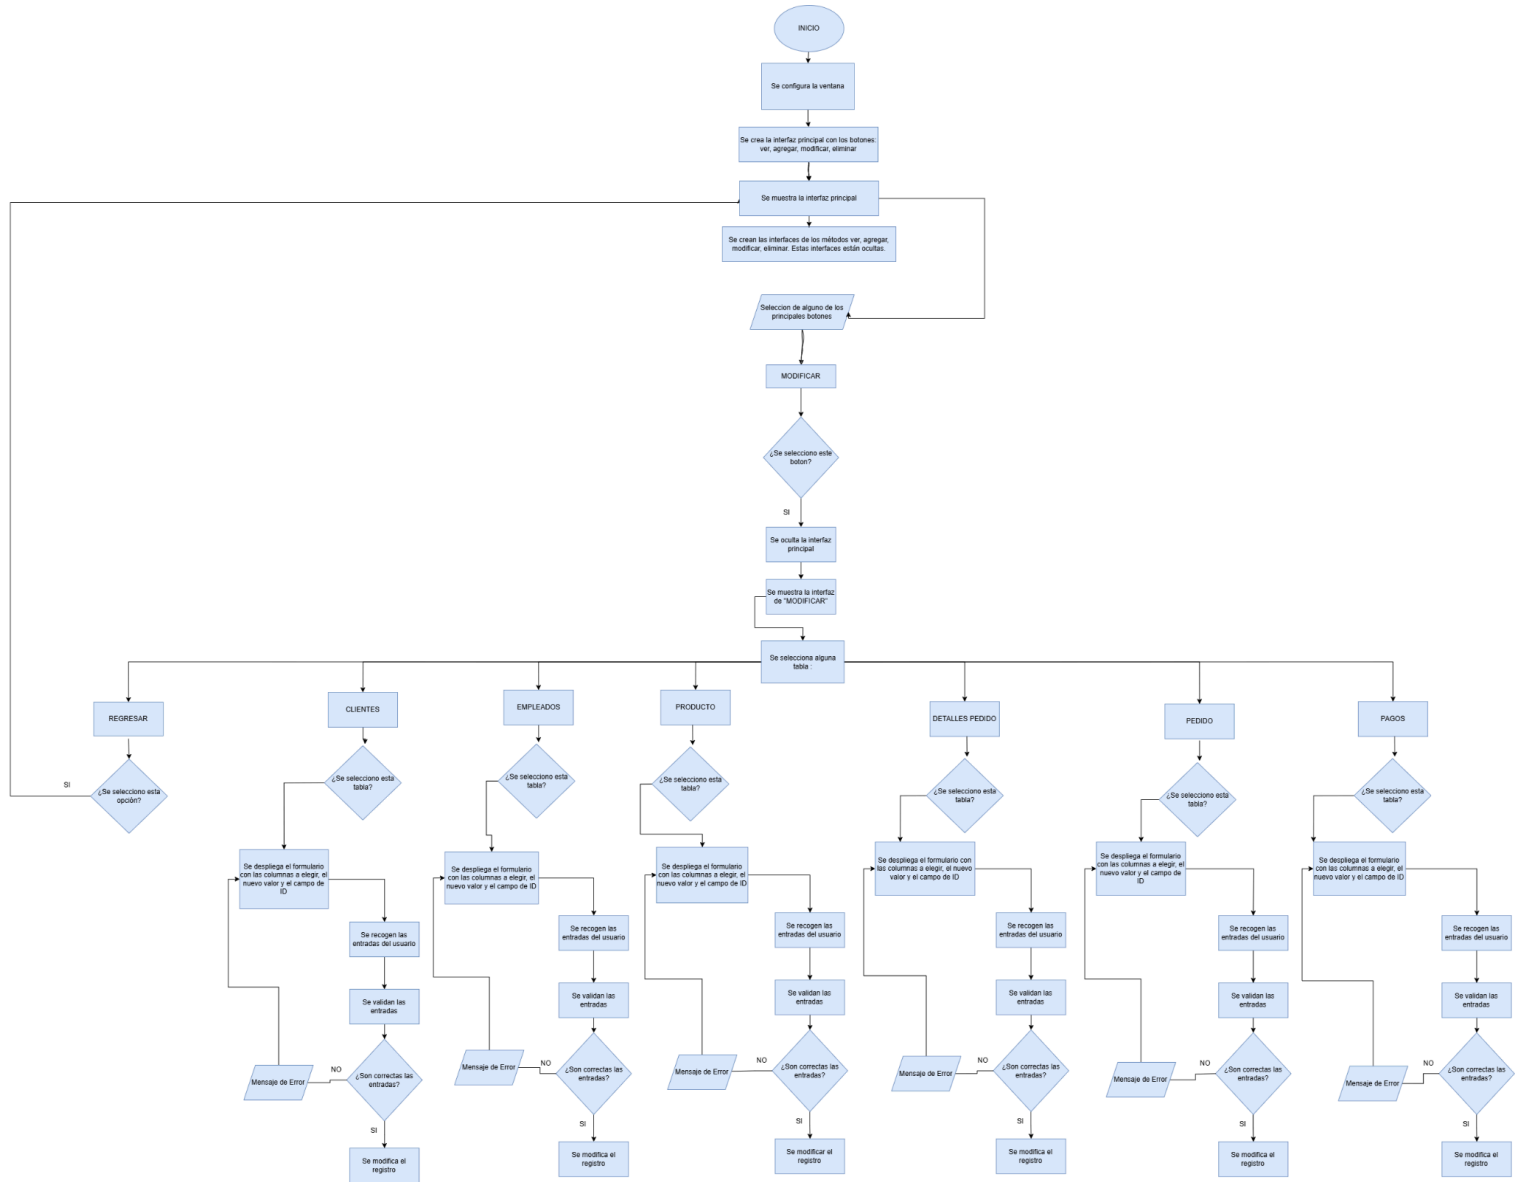 INICIO
Se configura la ventana
Se crea la interfaz principal con los botones:
ver, agregar, modificar, eliminar
Se muestra la interfaz principal
Se crean las interfaces de los métodos ver, agregar,
modificar, eliminar. Estas interfaces están ocultas.
Seleccion de alguno de los
principales botones
MODIFICAR
¿Se selecciono este
boton?
SI
Se oculta la interfaz
principal
Se muestra la interfaz
de "MODIFICAR"
Se selecciona alguna
tabla :
REGRESAR
¿Se selecciono esta
opción?
SI
CLIENTES
¿Se selecciono esta
tabla?
Se despliega el formulario
con las columnas a elegir, el
nuevo valor y el campo de
ID
Se recogen las
entradas del usuario
Se validan las
entradas
¿Son correctas las
entradas?
NO
Mensaje de Error
SI
Se modifica el
registro
EMPLEADOS
¿Se selecciono esta
tabla?
Se despliega el formulario
con las columnas a elegir, el
nuevo valor y el campo de ID
Se recogen las
entradas del usuario
Se validan las
entradas
¿Son correctas las
entradas?
NO
Mensaje de Error
SI
Se modifica el
registro
PRODUCTO
¿Se selecciono esta
tabla?
Se despliega el formulario
con las columnas a elegir, el
nuevo valor y el campo de ID
Se recogen las
entradas del usuario
Se validan las
entradas
¿Son correctas las
entradas?
NO
Mensaje de Error
SI
Se modificar el
registro
DETALLES PEDIDO
¿Se selecciono esta
tabla?
Se despliega el formulario con
las columnas a elegir, el nuevo
valor y el campo de ID
Se recogen las
entradas del usuario
Se validan las
entradas
¿Son correctas las
entradas?
NO
Mensaje de Error
SI
Se modifica el
registro
PEDIDO
¿Se selecciono esta
tabla?
Se despliega el formulario
con las columnas a elegir, el
nuevo valor y el campo de
ID
Se recogen las
entradas del usuario
Se validan las
entradas
¿Son correctas las
entradas?
NO
Mensaje de Error
SI
Se modifica el
registro
PAGOS
¿Se selecciono esta
tabla?
Se despliega el formulario
con las columnas a elegir, el
nuevo valor y el campo de ID
Se recogen las
entradas del usuario
Se validan las
entradas
¿Son correctas las
entradas?
NO
Mensaje de Error
SI
Se modifica el
registro